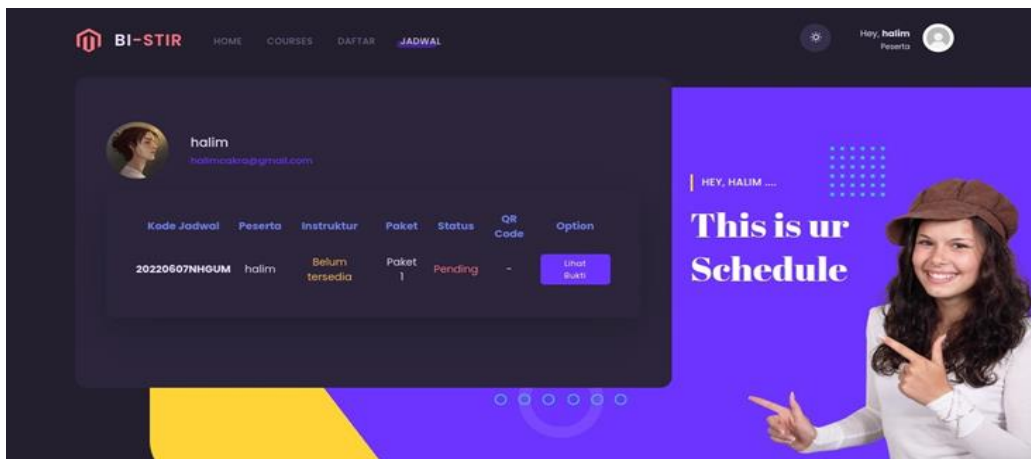 BI-STIR HOME COURSES DAFTAR JADWAL
Hey, halim
Peserta
halim
halimcakra@gmail.com
Kode Jadwal Peserta Instruktur Paket Status QR Code Option
20220607NHGUM halim Belum tersedia Paket 1 Pending - Lihat Bukti
HEY, HALIM ....
This is ur
Schedule